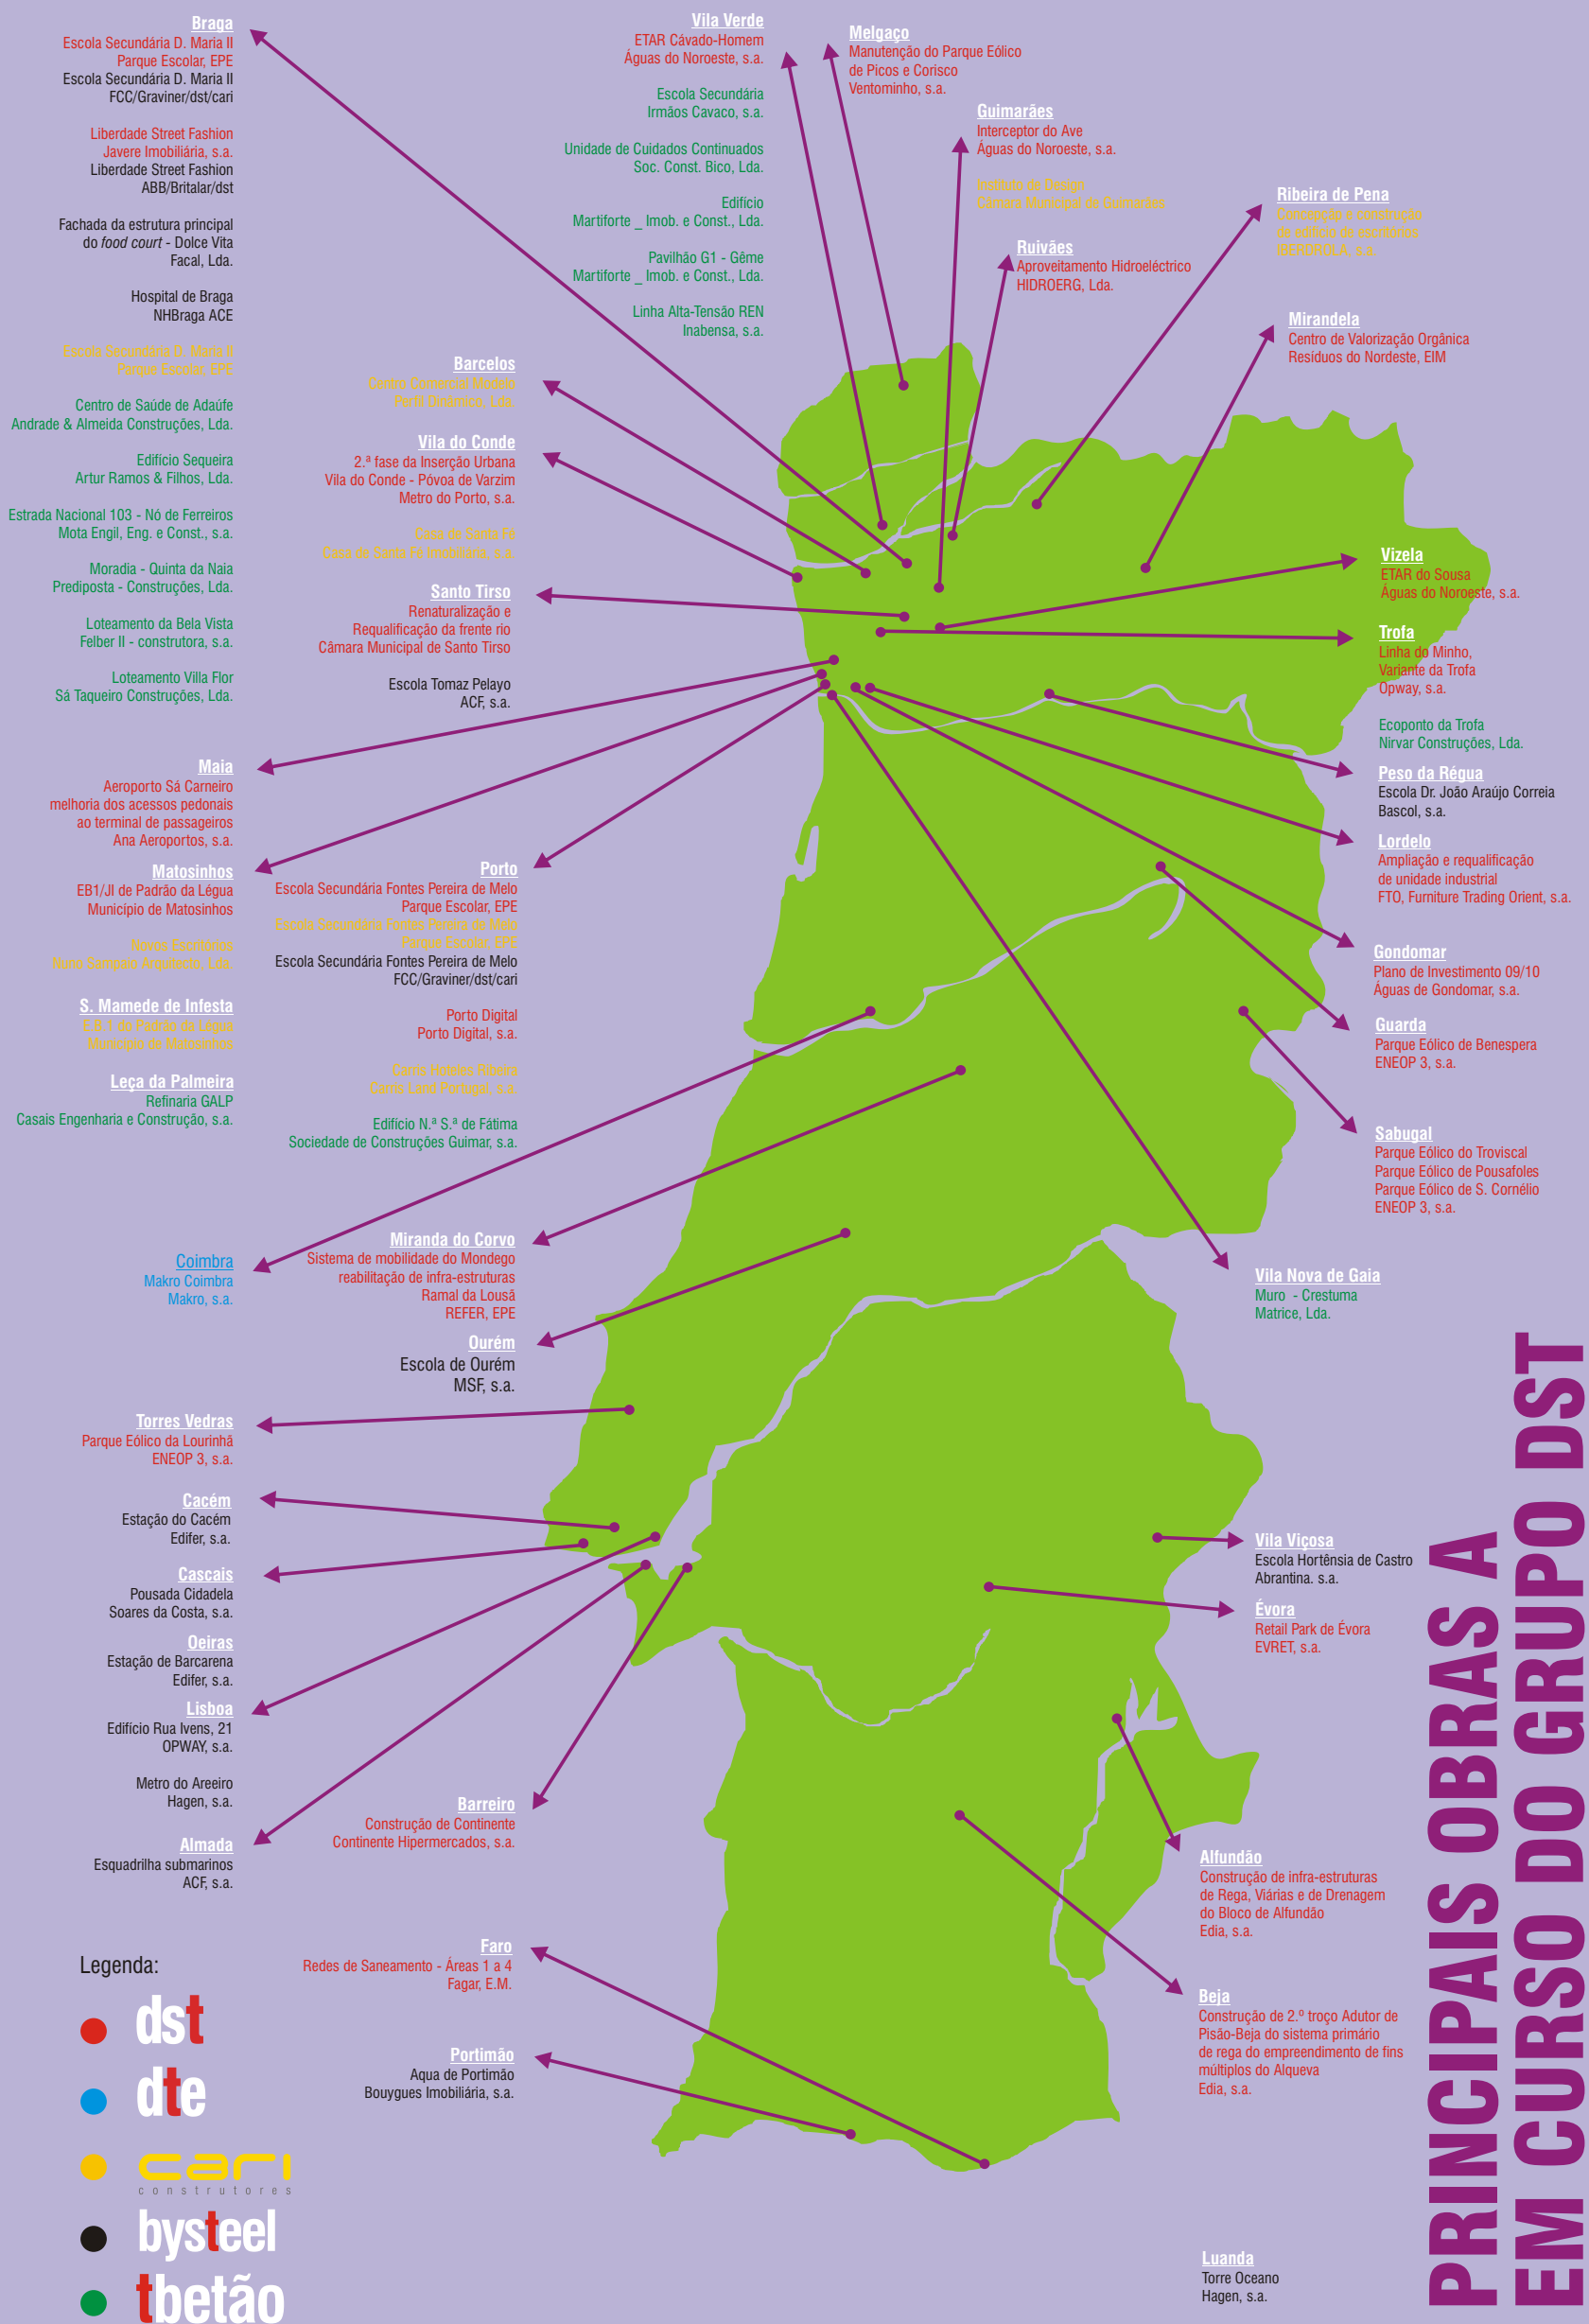 Braga
Escola Secundária D. Maria II
Parque Escolar, EPE
Escola Secundária D. Maria II
FCC/Graviner/dst/cari
Liberdade Street Fashion
Javere Imobiliária, s.a.
Liberdade Street Fashion
ABB/Britalar/dst
Fachada da estrutura principal
do food court - Dolce Vita
Facal, Lda.
Hospital de Braga
NHBraga ACE
Escola Secundária D. Maria II
Parque Escolar, EPE
Centro de Saúde de Adaúfe
Andrade & Almeida Construções, Lda.
Edifício Sequeira
Artur Ramos & Filhos, Lda.
Estrada Nacional 103 - Nó de Ferreiros
Mota Engil, Eng. e Const., s.a.
Moradia - Quinta da Naia
Prediposta - Construções, Lda.
Loteamento da Bela Vista
Felber II - construtora, s.a.
Loteamento Villa Flor
Sá Taqueiro Construções, Lda.
Maia
Aeroporto Sá Carneiro
melhoria dos acessos pedonais
ao terminal de passageiros
Ana Aeroportos, s.a.
Matosinhos
EB1/JI de Padrão da Légua
Município de Matosinhos
Novos Escritórios
Nuno Sampaio Arquitecto, Lda.
S. Mamede de Infesta
E.B.1 do Padrão da Légua
Município de Matosinhos
Leça da Palmeira
Refinaria GALP
Casais Engenharia e Construção, s.a.
Coimbra
Makro Coimbra
Makro, s.a.
Torres Vedras
Parque Eólico da Lourinhã
ENEOP 3, s.a.
Cacém
Estação do Cacém
Edifer, s.a.
Cascais
Pousada Cidadela
Soares da Costa, s.a.
Oeiras
Estação de Barcarena
Edifer, s.a.
Lisboa
Edifício Rua Ivens, 21
OPWAY, s.a.
Metro do Areeiro
Hagen, s.a.
Almada
Esquadrilha submarinos
ACF, s.a.
Vila Verde
ETAR Cávado-Homem
Águas do Noroeste, s.a.
Escola Secundária
Irmãos Cavaco, s.a.
Unidade de Cuidados Continuados
Soc. Const. Bico, Lda.
Edifício
Martiforte _ Imob. e Const., Lda.
Pavilhão G1 - Gême
Martiforte _ Imob. e Const., Lda.
Linha Alta-Tensão REN
Inabensa, s.a.
Barcelos
Centro Comercial Modelo
Perfil Dinâmico, Lda.
Vila do Conde
2.ª fase da Inserção Urbana
Vila do Conde - Póvoa de Varzim
Metro do Porto, s.a.
Casa de Santa Fé
Casa de Santa Fé Imobiliária, s.a.
Santo Tirso
Renaturalização e
Requalificação da frente rio
Câmara Municipal de Santo Tirso
Escola Tomaz Pelayo
ACF, s.a.
Porto
Escola Secundária Fontes Pereira de Melo
Parque Escolar, EPE
Escola Secundária Fontes Pereira de Melo
Parque Escolar, EPE
Escola Secundária Fontes Pereira de Melo
FCC/Graviner/dst/cari
Porto Digital
Porto Digital, s.a.
Carris Hoteles Ribeira
Carris Land Portugal, s.a.
Edifício N.ª S.ª de Fátima
Sociedade de Construções Guimar, s.a.
Miranda do Corvo
Sistema de mobilidade do Mondego
reabilitação de infra-estruturas
Ramal da Lousã
REFER, EPE
Ourém
Escola de Ourém
MSF, s.a.
Barreiro
Construção de Continente
Continente Hipermercados, s.a.
Faro
Redes de Saneamento - Áreas 1 a 4
Fagar, E.M.
Portimão
Aqua de Portimão
Bouygues Imobiliária, s.a.
Melgaço
Manutenção do Parque Eólico
de Picos e Corisco
Ventominho, s.a.
Guimarães
Interceptor do Ave
Águas do Noroeste, s.a.
Instituto de Design
Câmara Municipal de Guimarães
Ruivães
Aproveitamento Hidroeléctrico
HIDROERG, Lda.
Ribeira de Pena
Concepção e construção
de edifício de escritórios
IBERDROLA, s.a.
Mirandela
Centro de Valorização Orgânica
Resíduos do Nordeste, EIM
Vizela
ETAR do Sousa
Águas do Noroeste, s.a.
Trofa
Linha do Minho,
Variante da Trofa
Opway, s.a.
Ecoponto da Trofa
Nirvar Construções, Lda.
Peso da Régua
Escola Dr. João Araújo Correia
Bascol, s.a.
Lordelo
Ampliação e requalificação
de unidade industrial
FTO, Furniture Trading Orient, s.a.
Gondomar
Plano de Investimento 09/10
Águas de Gondomar, s.a.
Guarda
Parque Eólico de Benespera
ENEOP 3, s.a.
Sabugal
Parque Eólico do Troviscal
Parque Eólico de Pousafoles
Parque Eólico de S. Cornélio
ENEOP 3, s.a.
Vila Nova de Gaia
Muro - Crestuma
Matrice, Lda.
Vila Viçosa
Escola Hortênsia de Castro
Abrantina. s.a.
Évora
Retail Park de Évora
EVRET, s.a.
Alfundão
Construção de infra-estruturas
de Rega, Viárias e de Drenagem
do Bloco de Alfundão
Edia, s.a.
Beja
Construção de 2.º troço Adutor de
Pisão-Beja do sistema primário
de rega do empreendimento de fins
múltiplos do Alqueva
Edia, s.a.
Luanda
Torre Oceano
Hagen, s.a.
Legenda:
dst
dte
cari
construtores
bysteel
tbetão
PRINCIPAIS OBRAS A
EM CURSO DO GRUPO DST